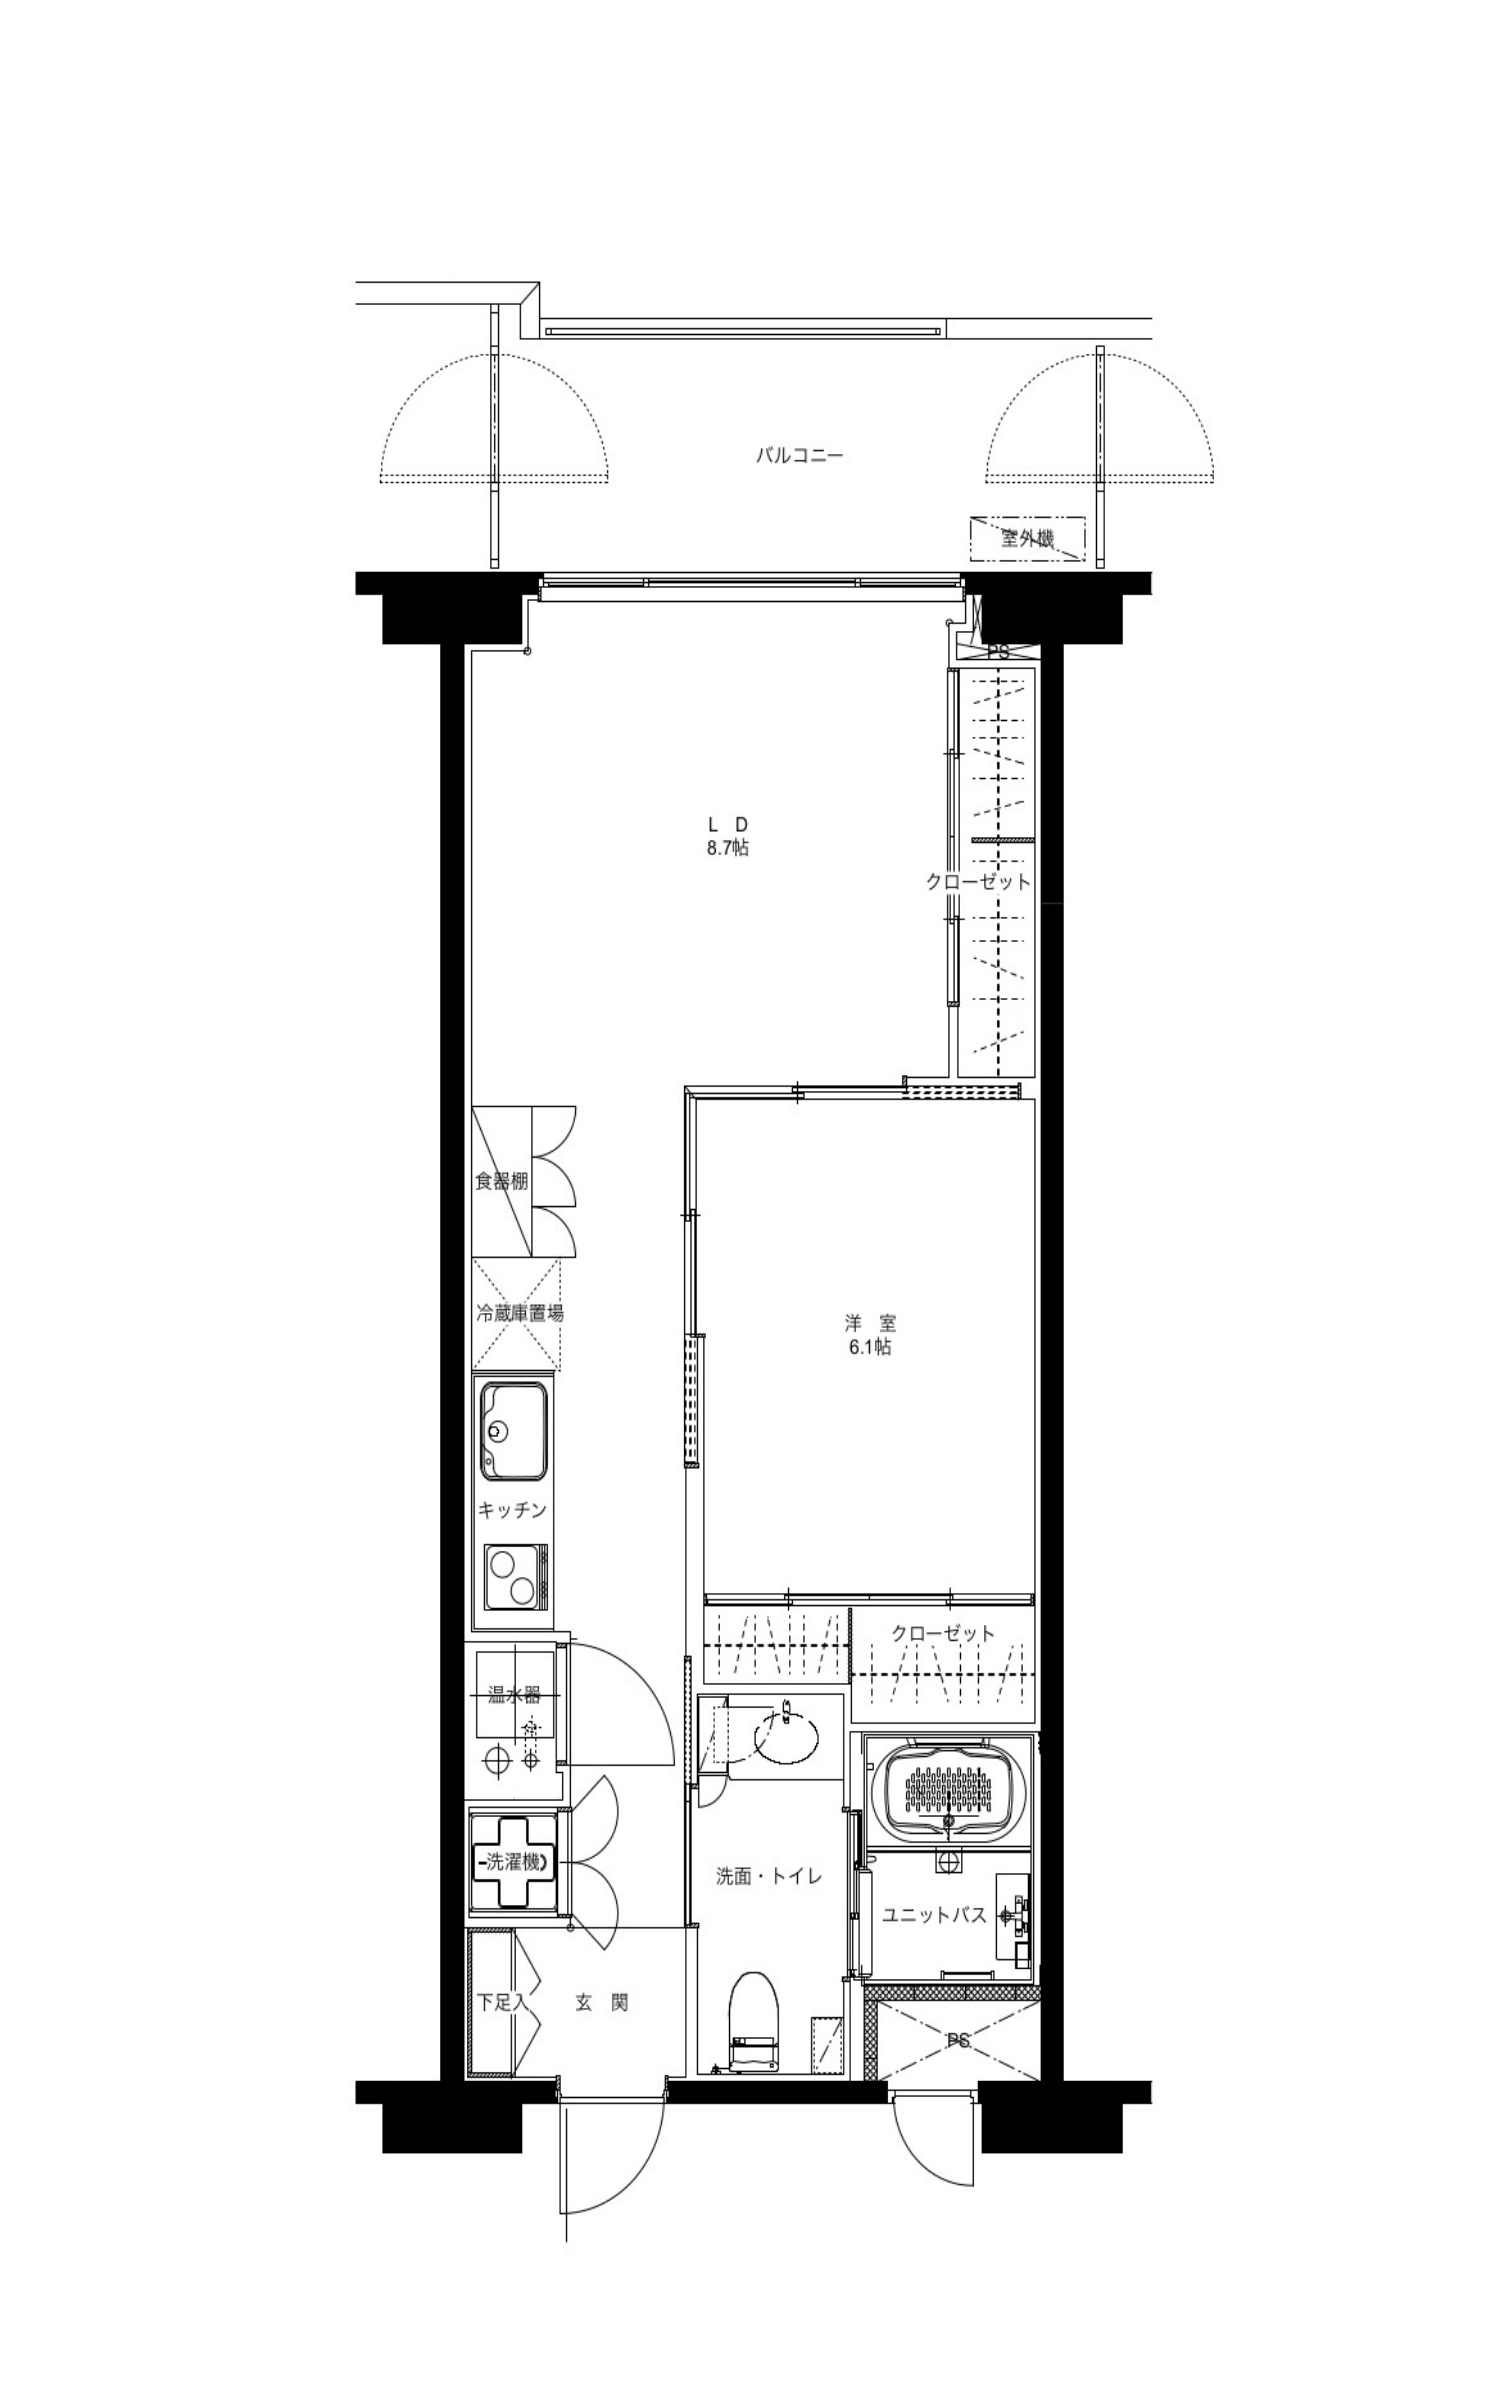 バルコニー
室外機
PS
L D
8.7帖
クローゼット
食器棚
冷蔵庫置場
洋 室
6.1帖
キッチン
クローゼット
温水器
洗濯機
洗面・トイレ
ユニットバス
下足入
玄 関
PS